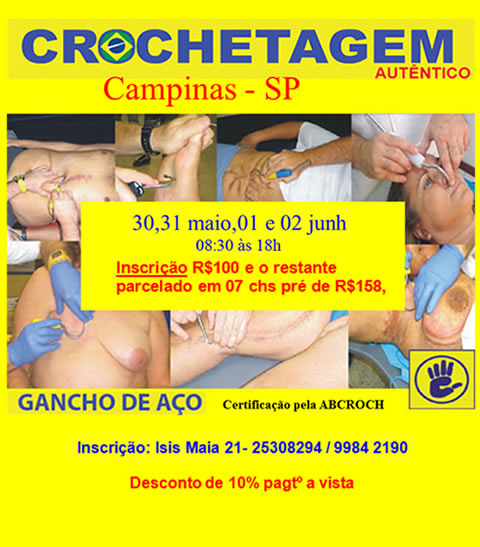 CROCHETAGEM
AUTÊNTICO
Campinas - SP
30,31 maio,01 e 02 junh
08:30 às 18h
Inscrição R$100 e o restante
parcelado em 07 chs pré de R$158,
GANCHO DE AÇO
Certificação pela ABCROCH
Inscrição: Isis Maia 21- 25308294 / 9984 2190
Desconto de 10% pagtº a vista